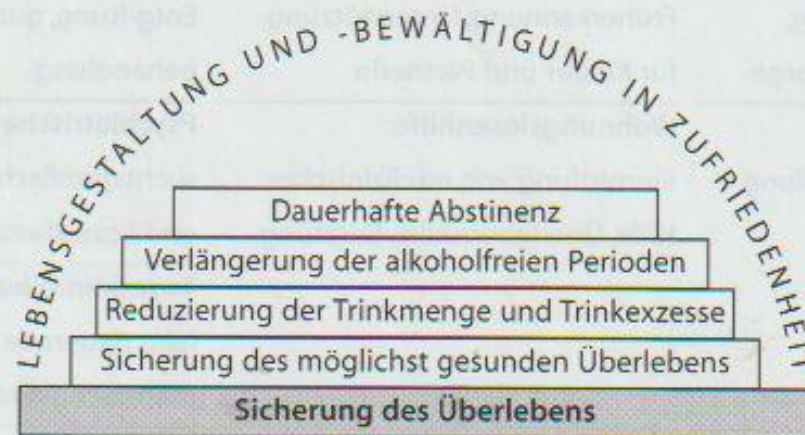 LEBENSGESTALTUNG UND -BEWÄLTIGUNG IN ZUFRIEDENHEIT
Dauerhafte Abstinenz
Verlängerung der alkoholfreien Perioden
Reduzierung der Trinkmenge und Trinkexzesse
Sicherung des möglichst gesunden Überlebens
Sicherung des Überlebens